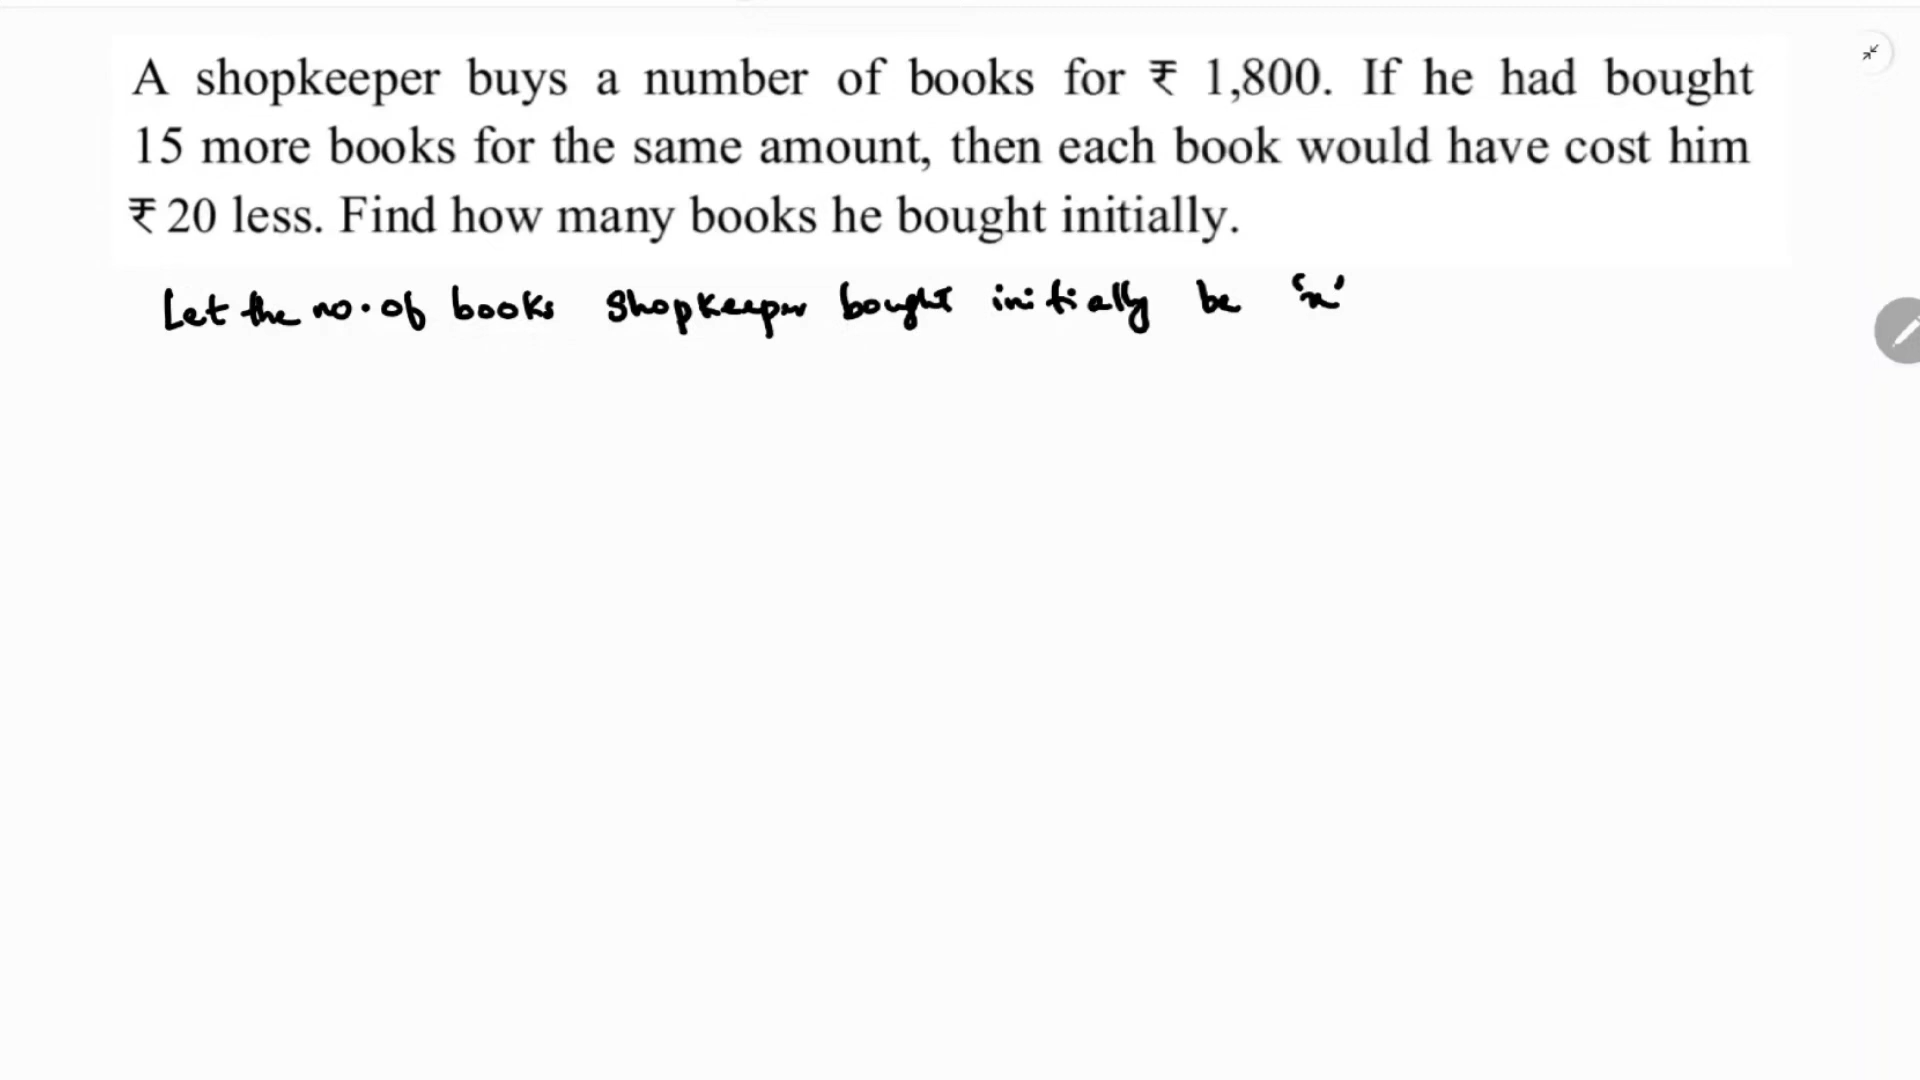 A shopkeeper buys a number of books for ₹ 1,800. If he had bought
15 more books for the same amount, then each book would have cost him
₹ 20 less. Find how many books he bought initially.
Let the no. of books shopkeeper bought initially be 'x'